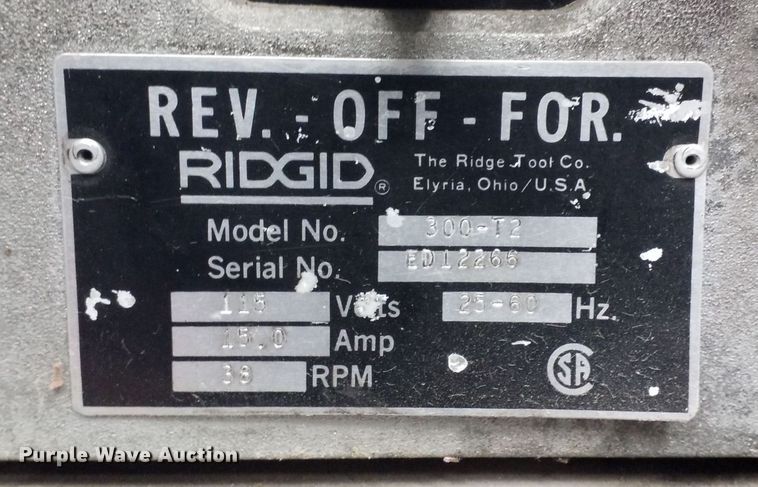 REV. - OFF - FOR.
RIDGID ®
The Ridge Tool Co.
Elyria, Ohio/U.S.A
Model No. 300-T2
Serial No. ED12266
115 Volts 25-60 Hz.
15.0 Amp
38 RPM
SA
Purple Wave Auction